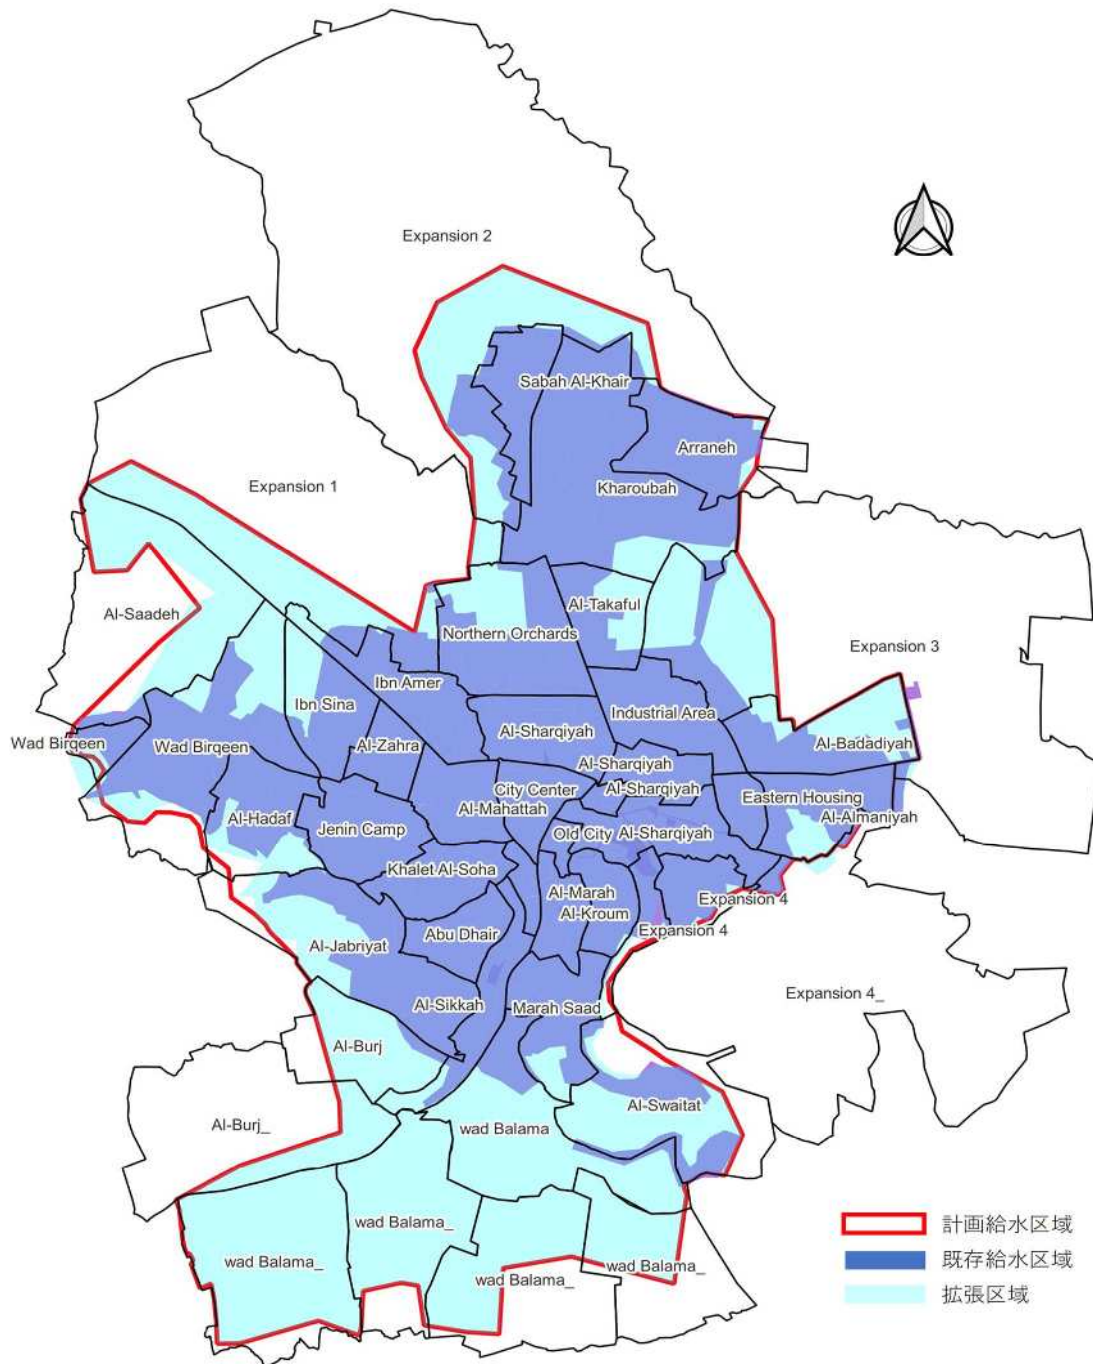 Expansion 2
Sabah Al-Khair
Arraneh
Kharoubah
Expansion 1
Al-Takaful
Al-Saadeh
Northern Orchards
Expansion 3
Ibn Amer
Ibn Sina
Industrial Area
Al-Sharqiyah
Wad Birqeen
Wad Birqeen
Al-Zahra
Al-Badadiyah
Al-Sharqiyah
City Center
Al-Sharqiyah
Eastern Housing
Al-Mahattah
Al-Almaniyah
Al-Hadaf
Jenin Camp
Old City
Al-Sharqiyah
Khalet Al-Soha
Al-Marah
Expansion 4
Al-Kroum
Abu Dhair
Expansion 4
Al-Jabriyat
Expansion 4_
Al-Sikkah
Marah Saad
Al-Burj
Al-Swaitat
Al-Burj_
wad Balama
wad Balama_
wad Balama_
wad Balama_
wad Balama_
計画給水区域
既存給水区域
拡張区域